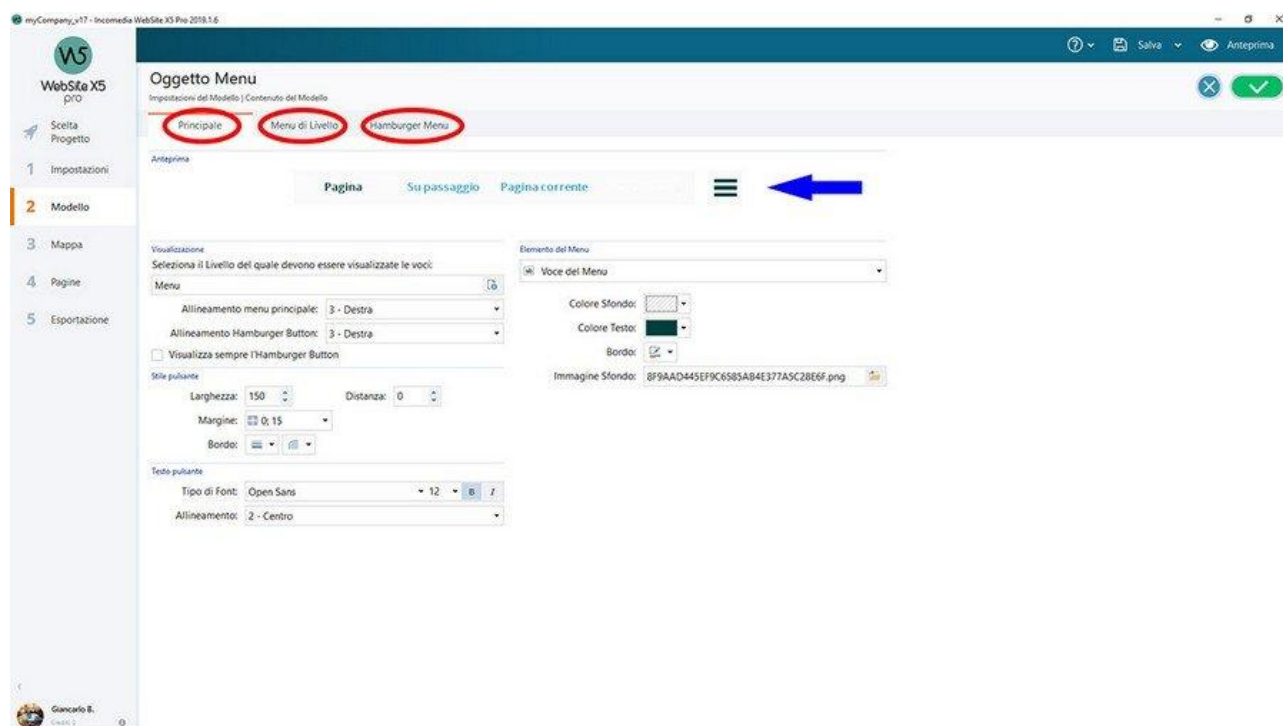 myCompany_v17 - Incomedia WebSite X5 Pro 2019.1.6
Salva
Anteprima
WebSite X5
pro
Scelta
Progetto
1 Impostazioni
2 Modello
3 Mappa
4 Pagine
5 Esportazione
Giancarlo B.
Oggetto Menu
Impostazioni del Modello | Contenuto del Modello
Principale Menu di Livello Hamburger Menu
Anteprima
Pagina Su passaggio Pagina corrente
Visualizzazione
Seleziona il Livello del quale devono essere visualizzate le voci:
Menu
Allineamento menu principale: 3 - Destra
Allineamento Hamburger Button: 3 - Destra
Visualizza sempre l'Hamburger Button
Stile pulsante
Larghezza: 150 Distanza: 0
Margine: 0; 15
Bordo:
Testo pulsante
Tipo di Font: Open Sans 12 B I
Allineamento: 2 - Centro
Elemento del Menu
Voce del Menu
Colore Sfondo:
Colore Testo:
Bordo:
Immagine Sfondo: 8F9AAD445EF9C6585AB4E377A5C28E6F.png